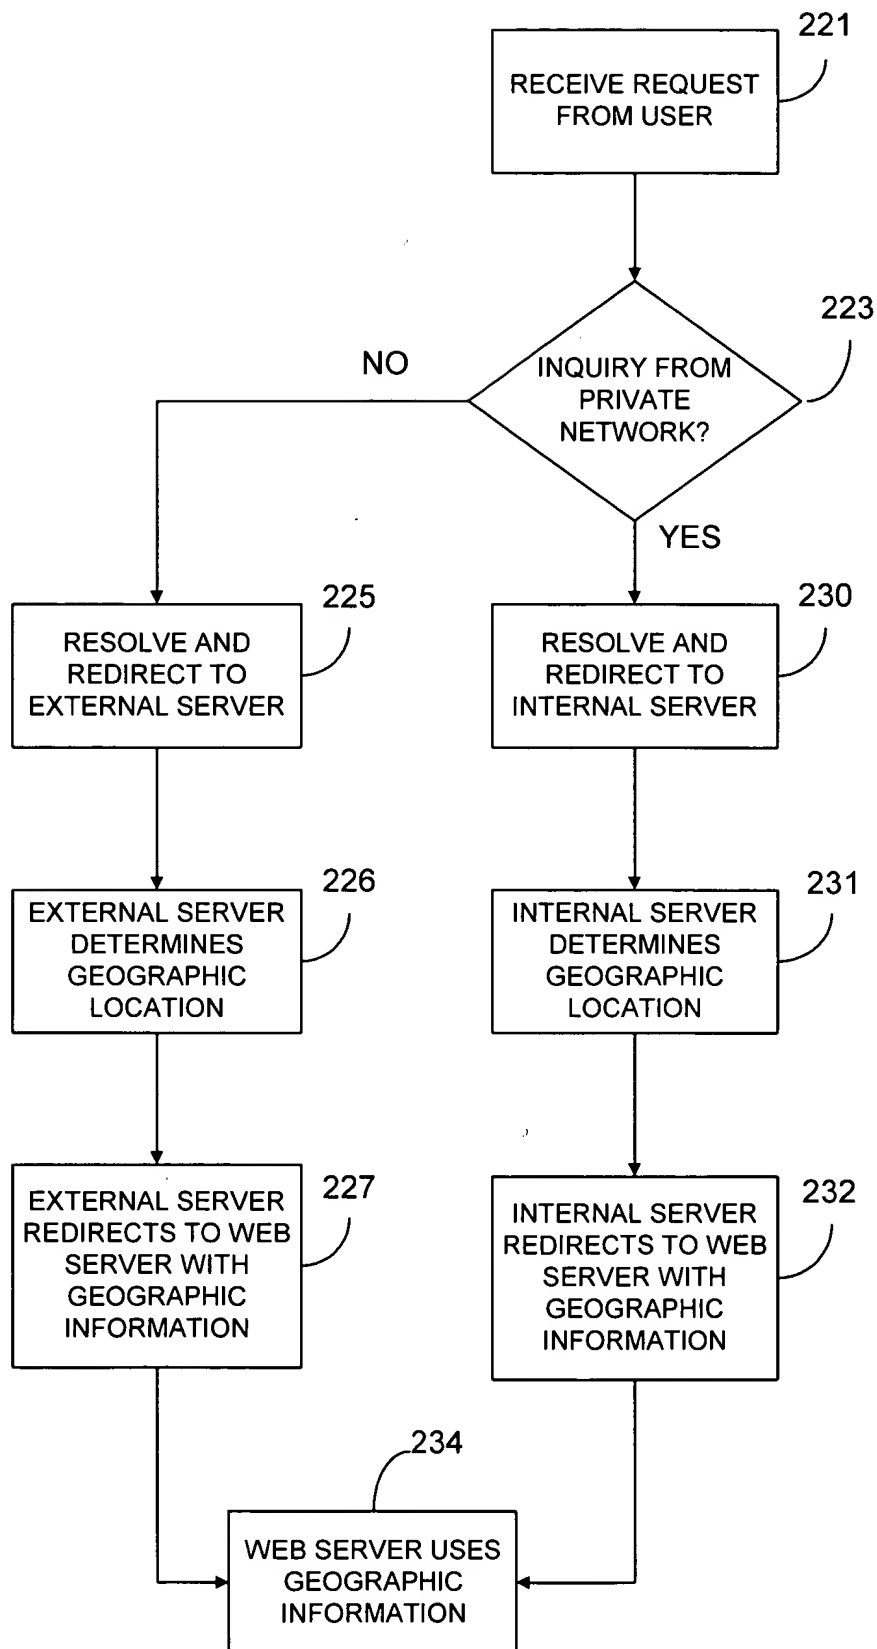 221
RECEIVE REQUEST
FROM USER
223
INQUIRY FROM
PRIVATE
NETWORK?
NO
YES
225
RESOLVE AND
REDIRECT TO
EXTERNAL SERVER
230
RESOLVE AND
REDIRECT TO
INTERNAL SERVER
226
EXTERNAL SERVER
DETERMINES
GEOGRAPHIC
LOCATION
231
INTERNAL SERVER
DETERMINES
GEOGRAPHIC
LOCATION
227
EXTERNAL SERVER
REDIRECTS TO WEB
SERVER WITH
GEOGRAPHIC
INFORMATION
232
INTERNAL SERVER
REDIRECTS TO WEB
SERVER WITH
GEOGRAPHIC
INFORMATION
234
WEB SERVER USES
GEOGRAPHIC
INFORMATION